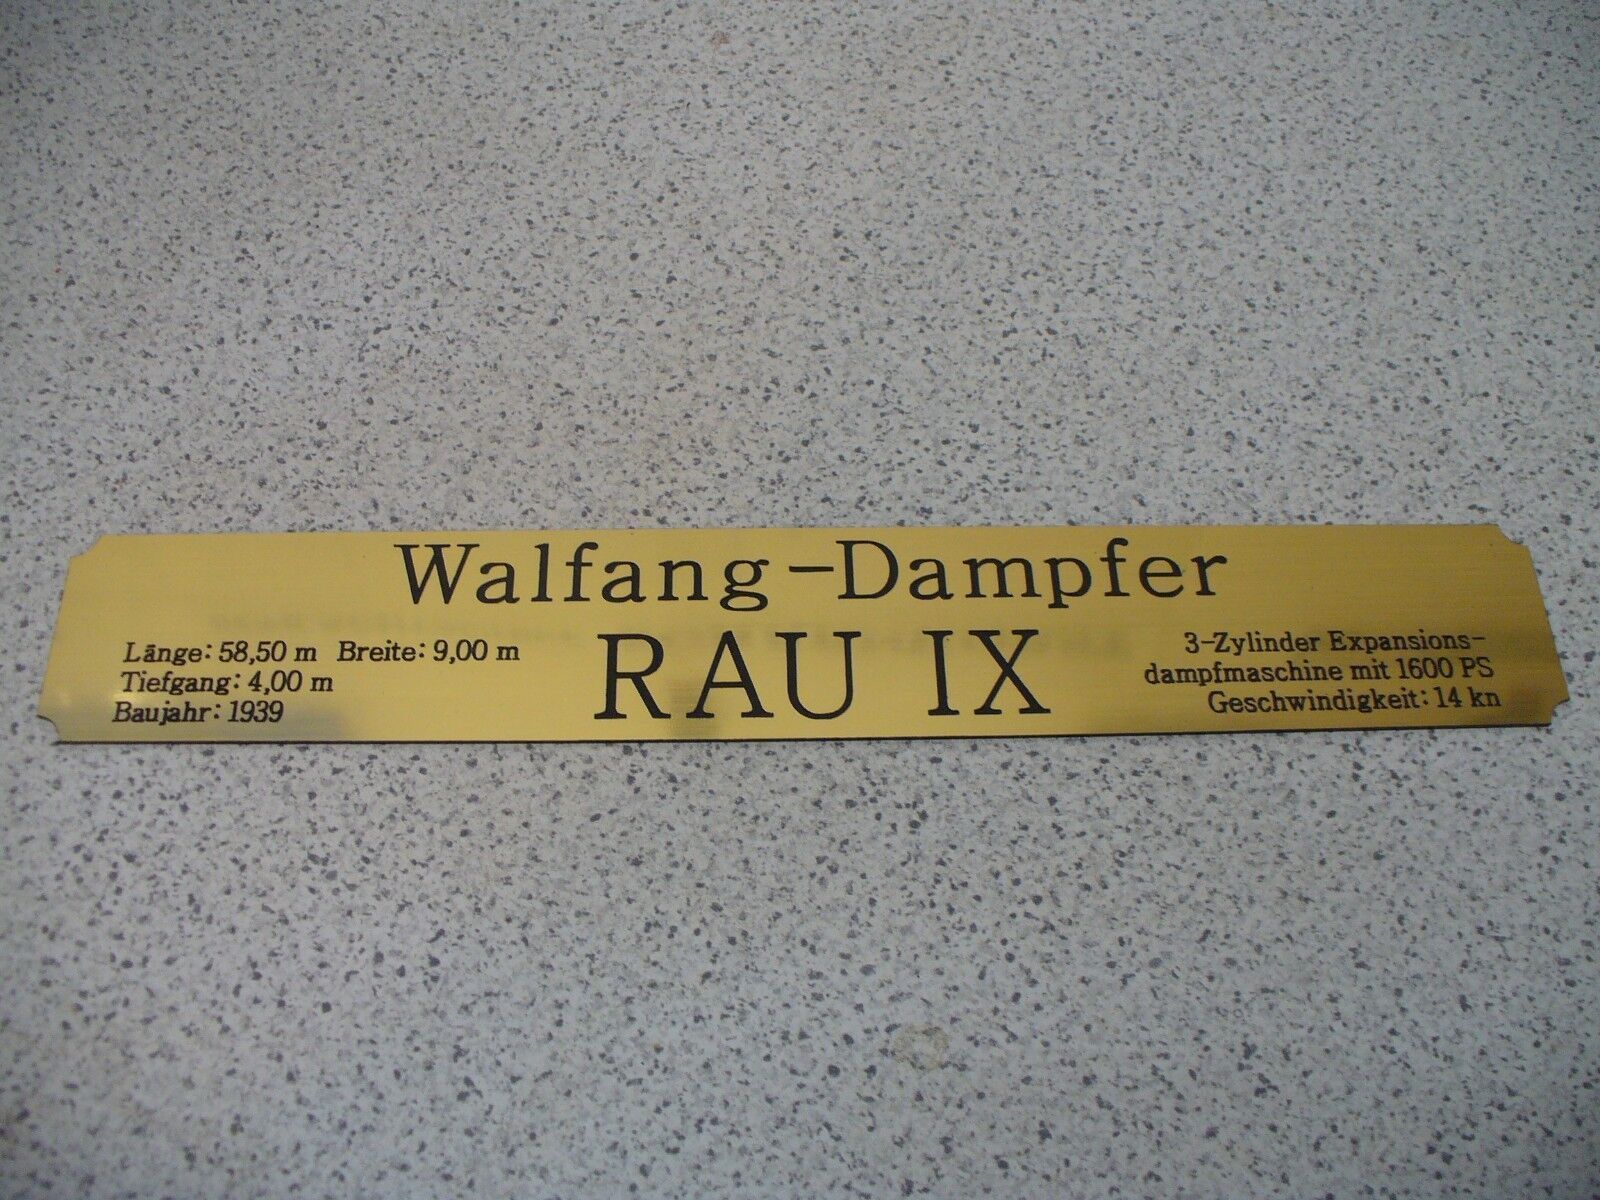 Walfang-Dampfer
RAU IX
Länge: 58,50 m Breite: 9,00 m
Tiefgang: 4,00 m
Baujahr: 1939
3-Zylinder Expansions-
dampfmaschine mit 1600 PS
Geschwindigkeit: 14 kn